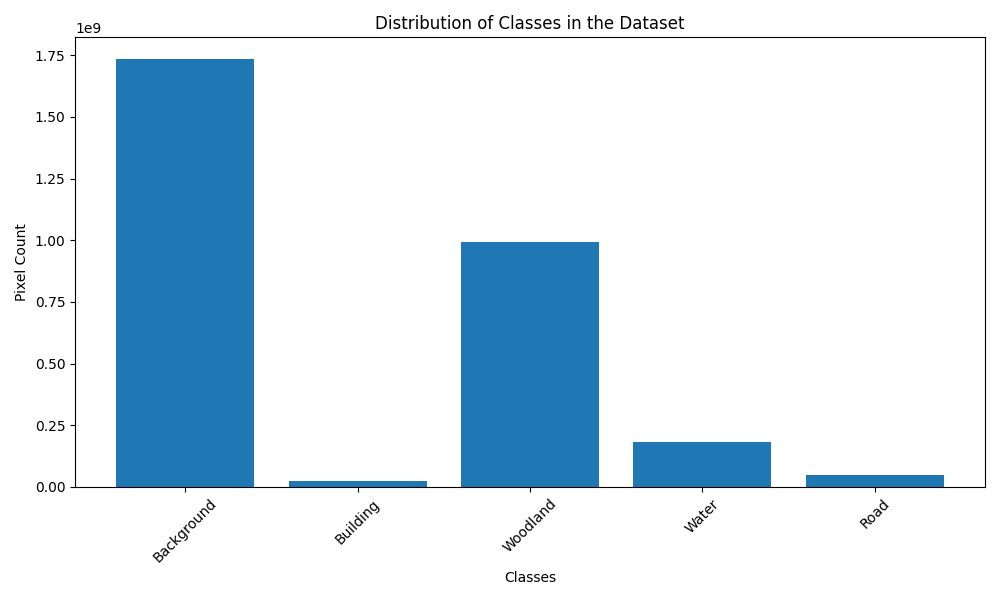 Distribution of Classes in the Dataset
1e9
1.75
1.50
1.25
1.00
0.75
0.50
0.25
0.00
Pixel Count
Background
Building
Woodland
Water
Road
Classes